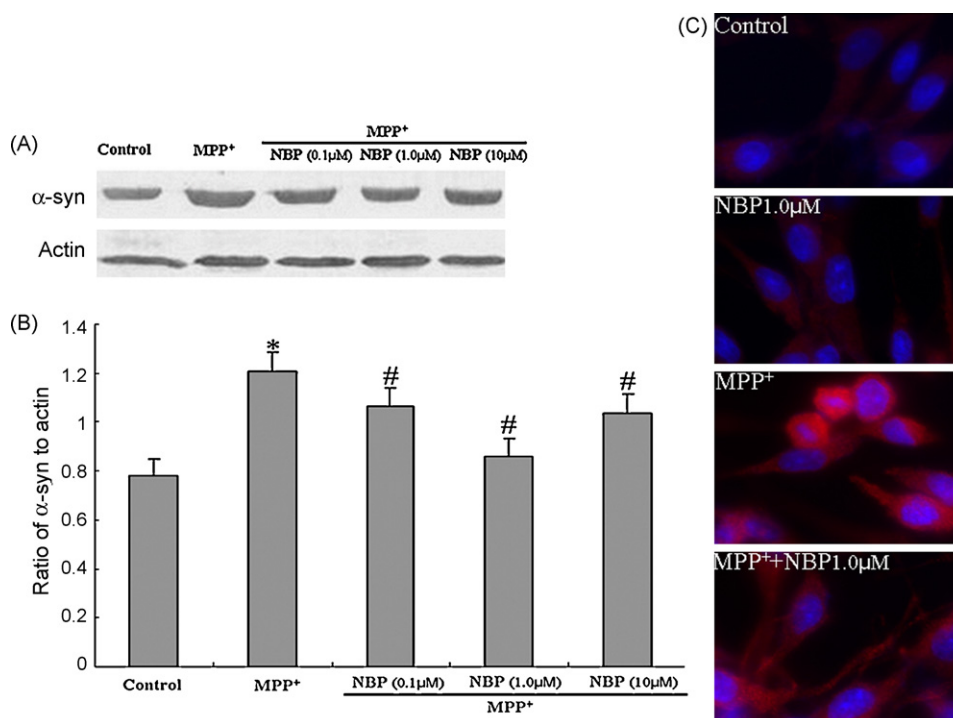 (A)
MPP⁺
Control MPP⁺ NBP (0.1µM) NBP (1.0µM) NBP (10µM)
α-syn
Actin
(B)
Ratio of α-syn to actin
1.4
1.2
1
0.8
0.6
0.4
0.2
0
*
#
#
#
Control MPP⁺ NBP (0.1µM) NBP (1.0µM) NBP (10µM)
MPP⁺
(C)
Control
NBP1.0µM
MPP⁺
MPP⁺+NBP1.0µM